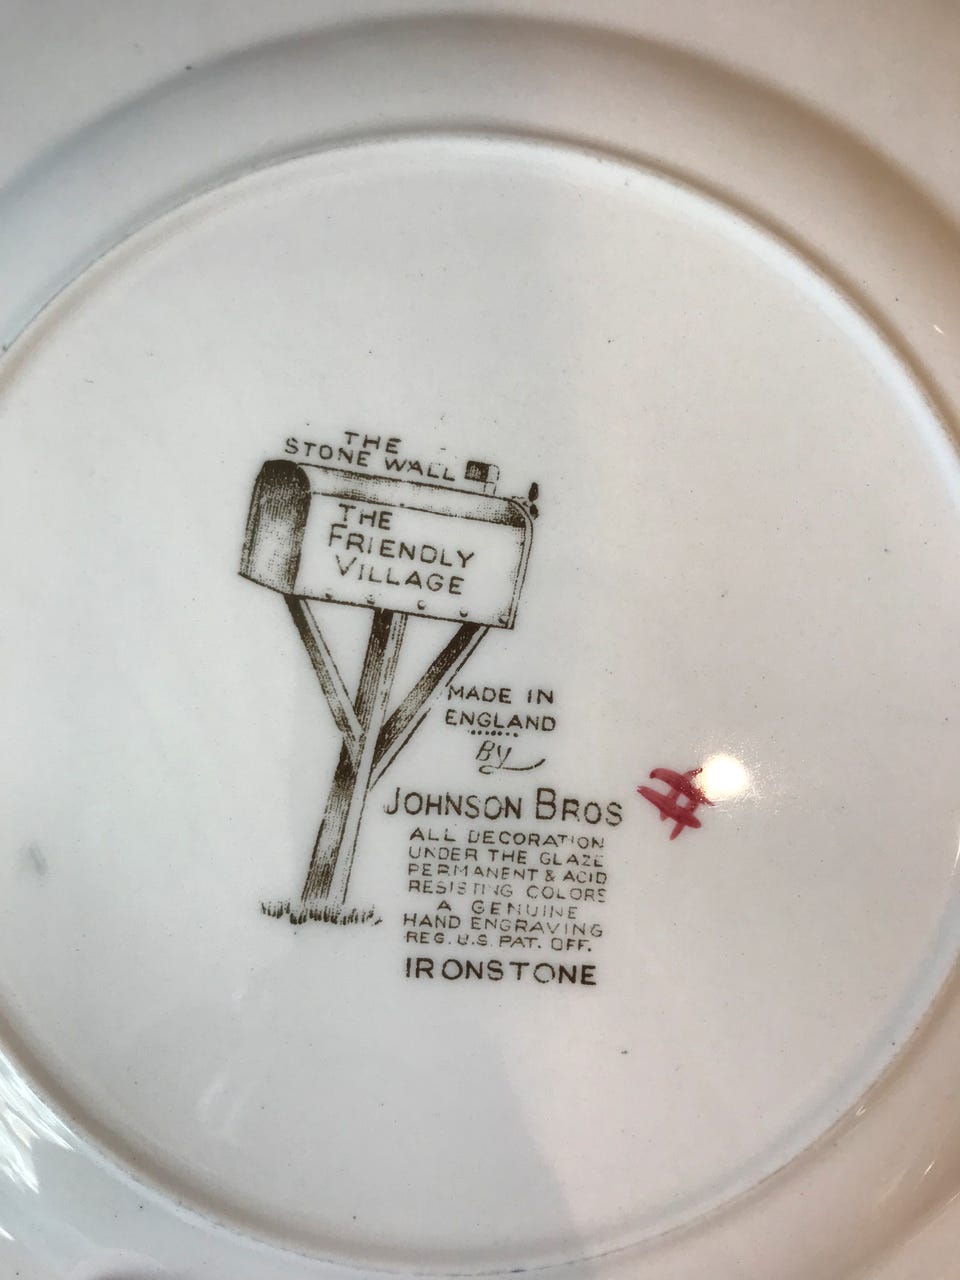 THE
STONE WALL
THE
FRIENDLY
VILLAGE
MADE IN
ENGLAND
By
JOHNSON BROS
ALL DECORATION
UNDER THE GLAZE
PERMANENT & ACID
RESISTING COLORS
A GENUINE
HAND ENGRAVING
REG. U.S. PAT. OFF.
IRONSTONE